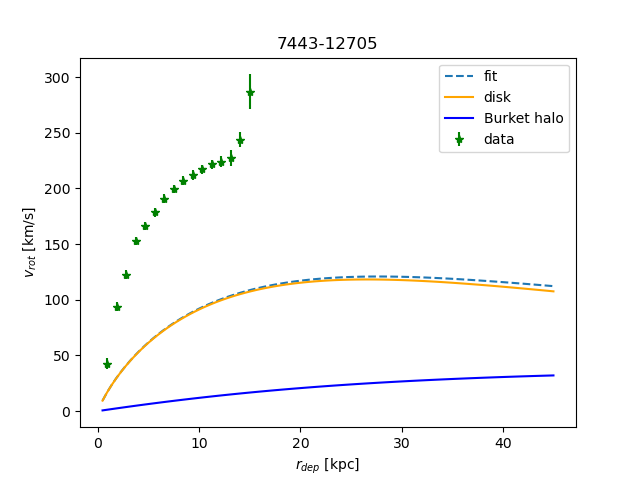 7443-12705
fit
disk
Burket halo
data
300
250
200
150
100
50
0
v_rot [km/s]
0 10 20 30 40
r_dep [kpc]